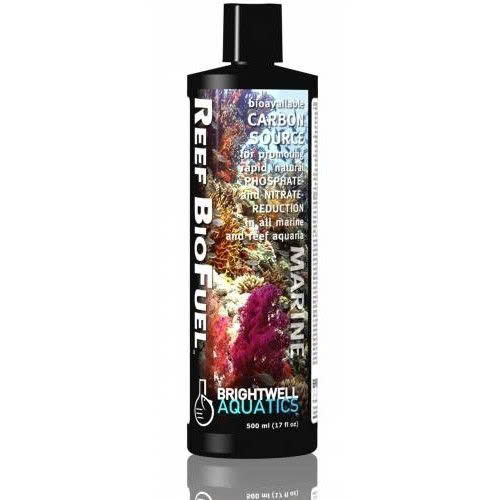 REEF BIOFUEL
bioavailable
CARBON
SOURCE
for promoting
rapid, natural
PHOSPHATE-
and NITRATE-
REDUCTION
in all marine
and reef aquaria
MARINE
BRIGHTWELL
AQUATICS
500 ml (17 fl oz)